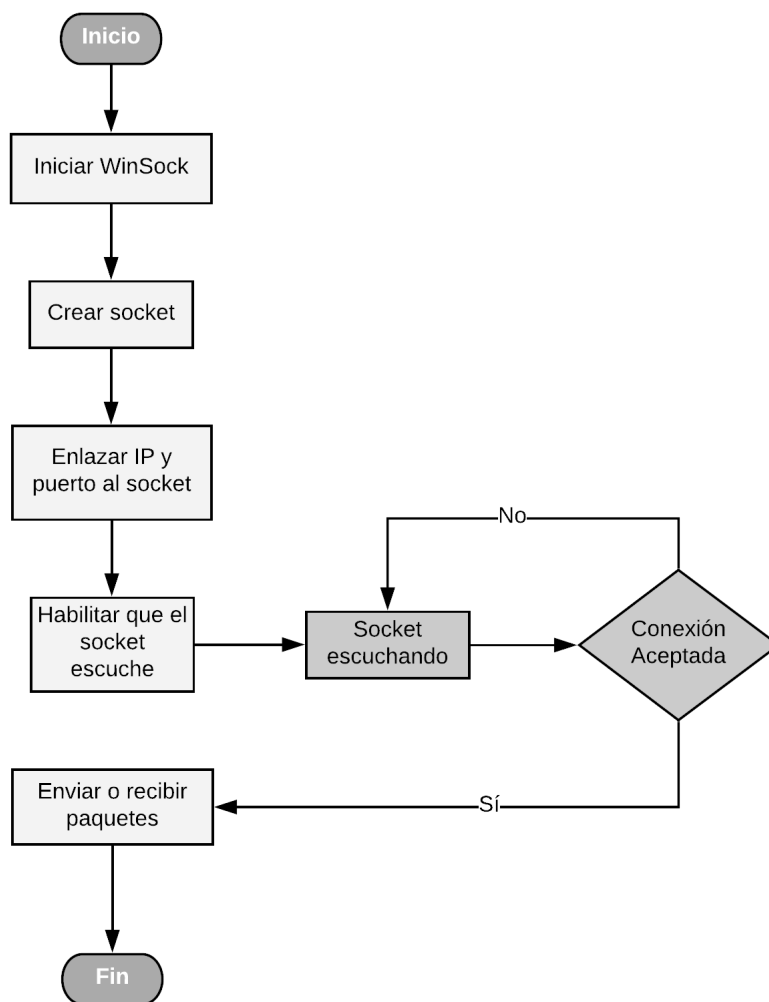 Inicio
Iniciar WinSock
Crear socket
Enlazar IP y
puerto al socket
Habilitar que el
socket
escuche
Socket
escuchando
No
Conexión
Aceptada
Sí
Enviar o recibir
paquetes
Fin